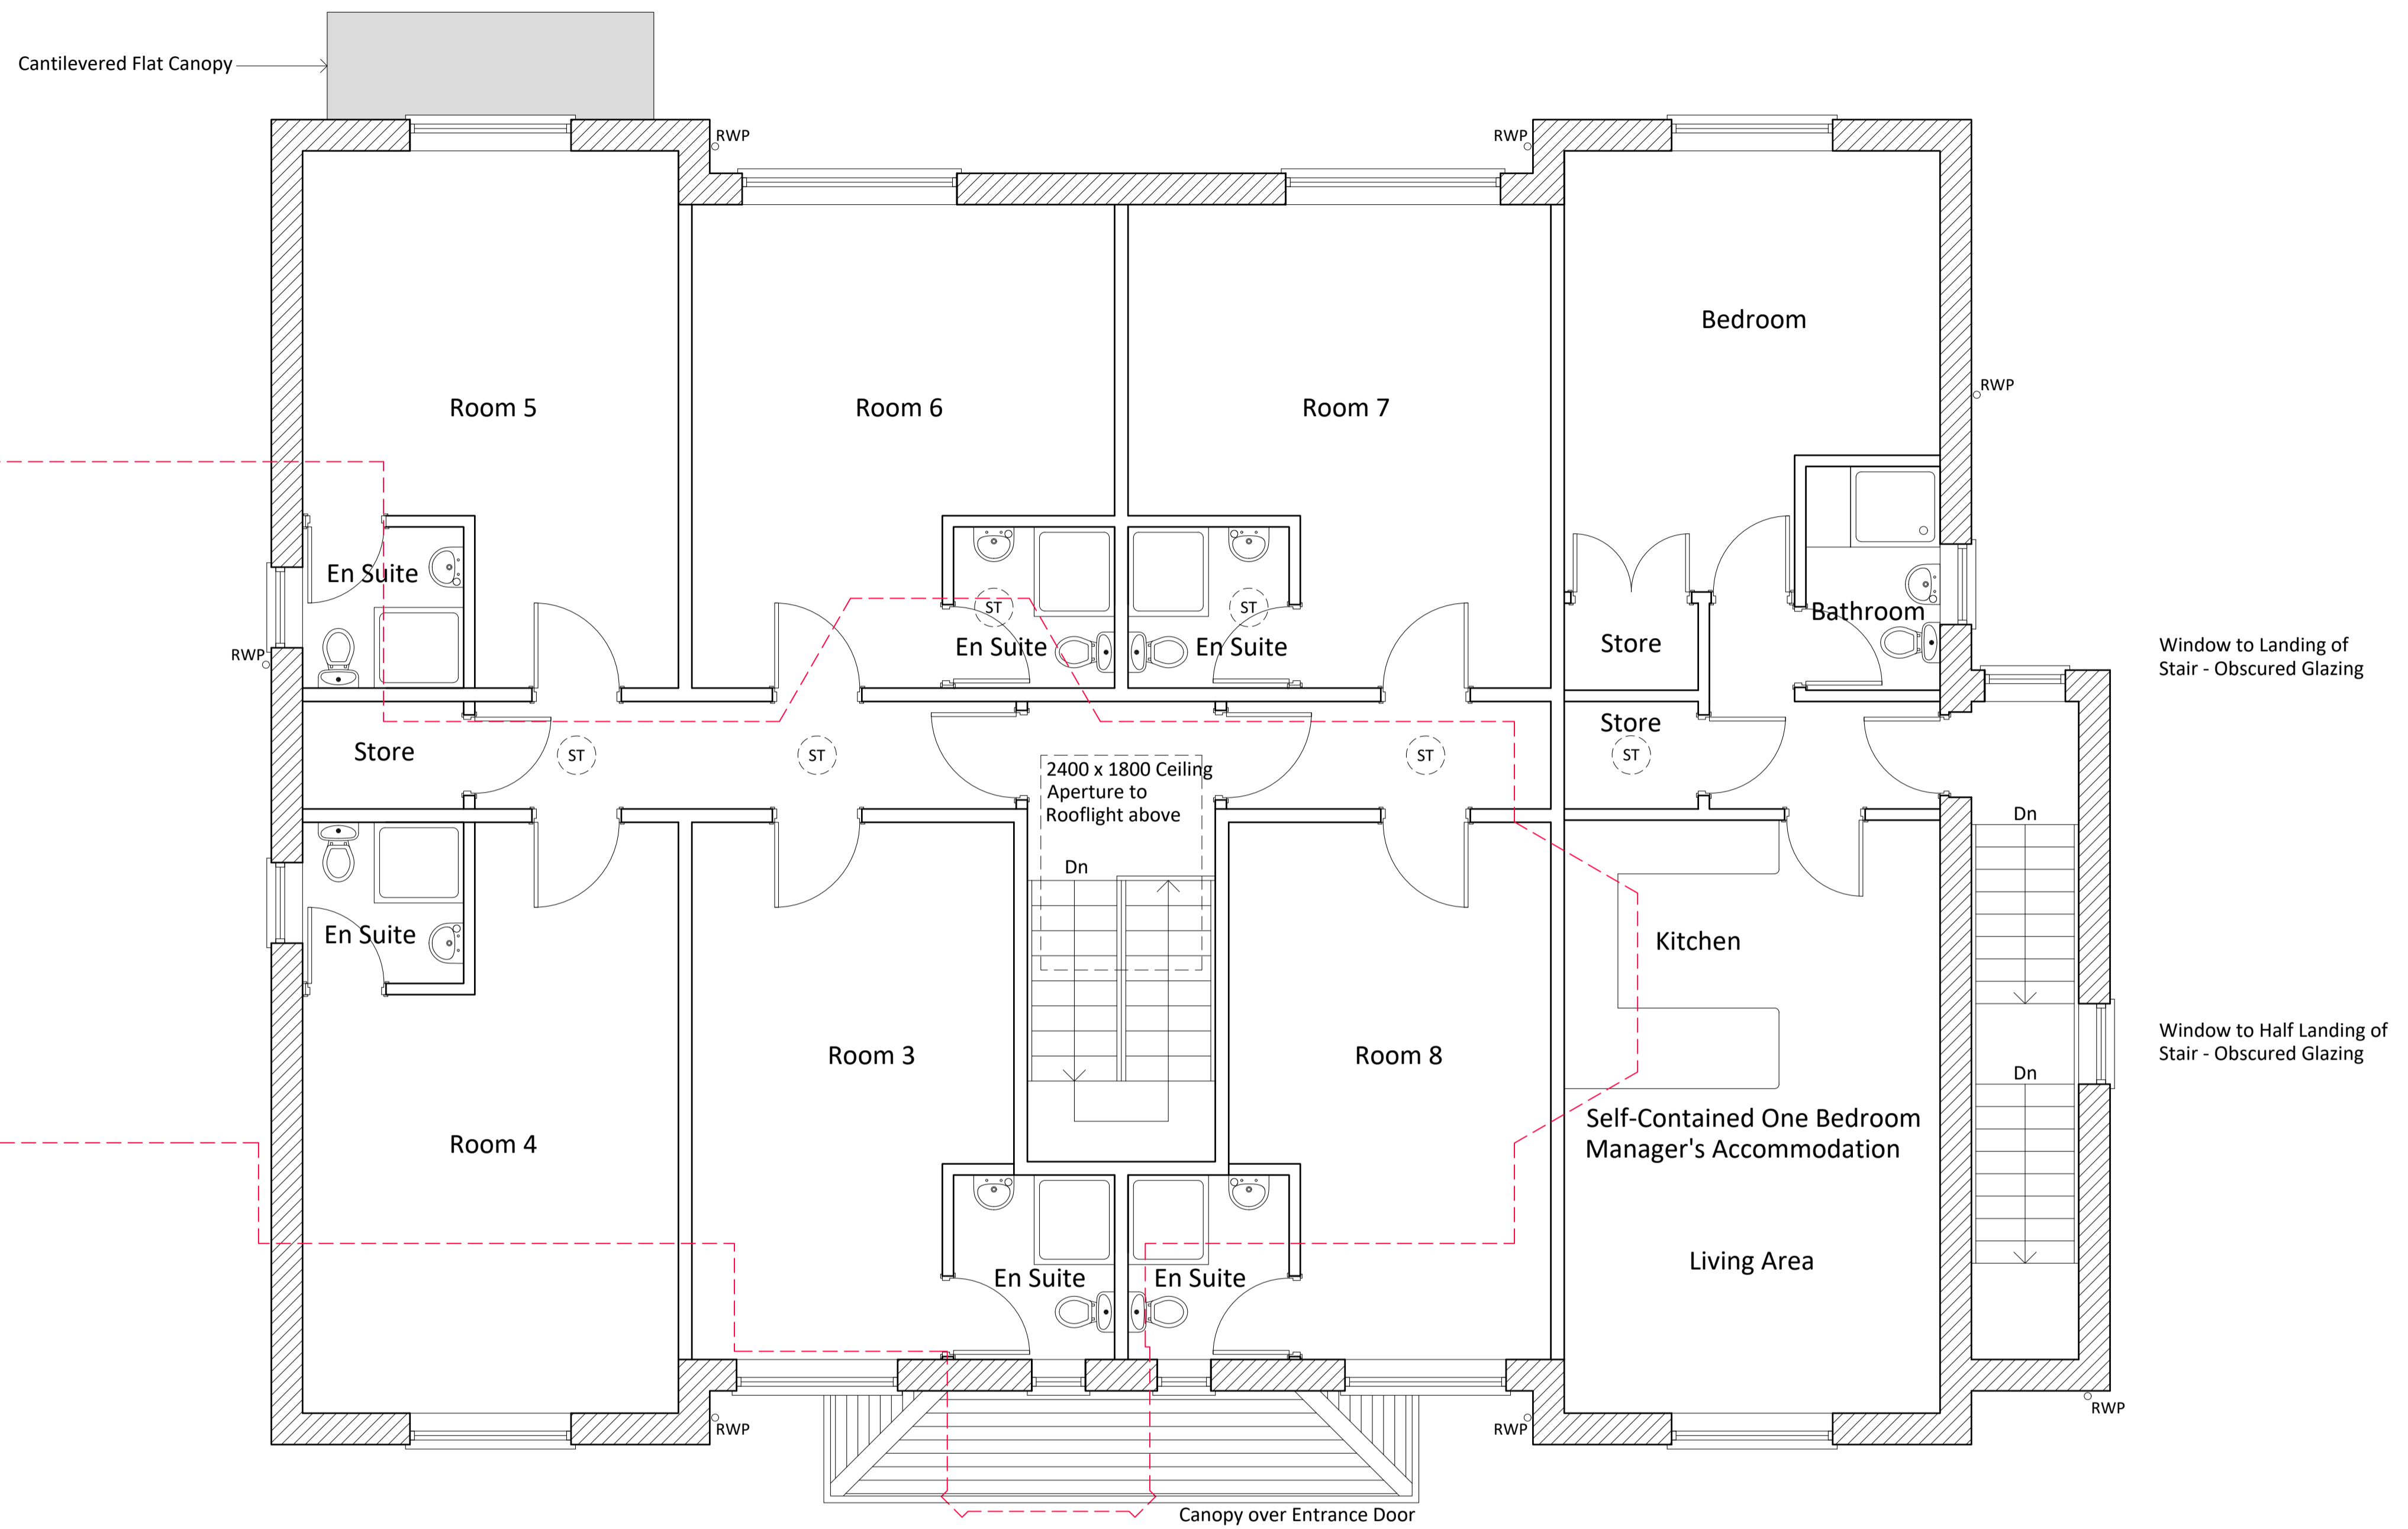 Cantilevered Flat Canopy
RWP
RWP
Bedroom
RWP
Room 5
Room 6
Room 7
En Suite
ST
ST
Bathroom
En Suite
En Suite
Store
RWP
Window to Landing of
Stair - Obscured Glazing
Store
Store
ST
ST
ST
ST
2400 x 1800 Ceiling
Aperture to
Rooflight above
Dn
Dn
En Suite
Kitchen
Window to Half Landing of
Stair - Obscured Glazing
Room 3
Room 8
Dn
Self-Contained One Bedroom
Manager's Accommodation
Room 4
Living Area
En Suite
En Suite
RWP
RWP
RWP
Canopy over Entrance Door